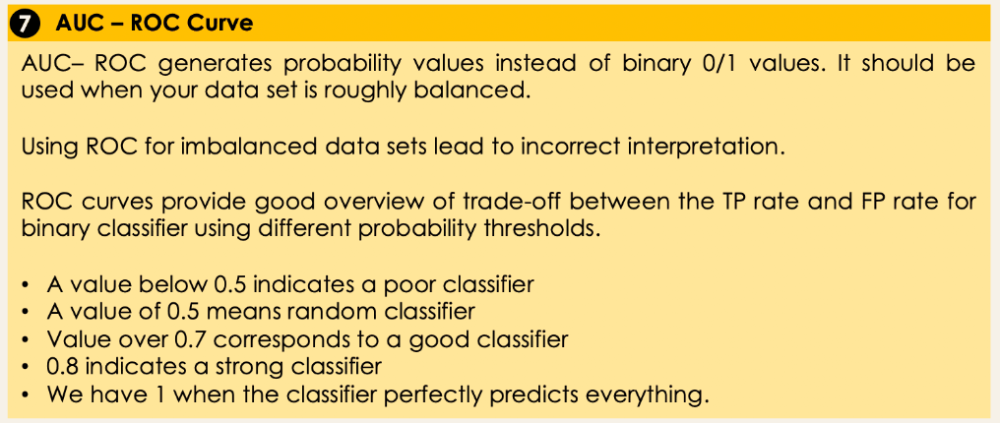 7 AUC – ROC Curve
AUC– ROC generates probability values instead of binary 0/1 values. It should be
used when your data set is roughly balanced.
Using ROC for imbalanced data sets lead to incorrect interpretation.
ROC curves provide good overview of trade-off between the TP rate and FP rate for
binary classifier using different probability thresholds.
• A value below 0.5 indicates a poor classifier
• A value of 0.5 means random classifier
• Value over 0.7 corresponds to a good classifier
• 0.8 indicates a strong classifier
• We have 1 when the classifier perfectly predicts everything.